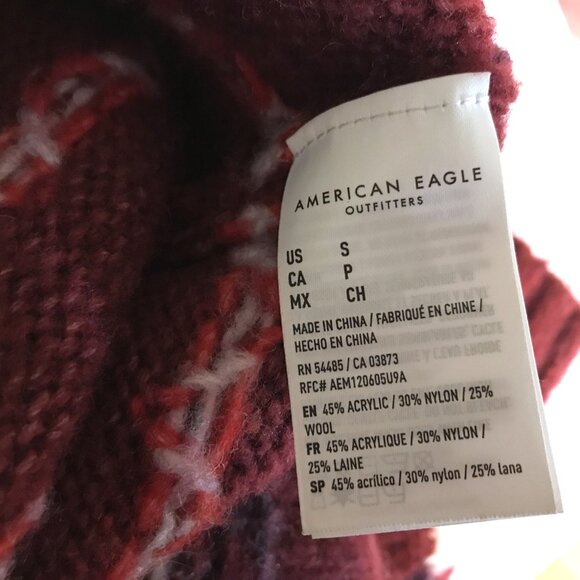 AMERICAN EAGLE
OUTFITTERS
US S
CA P
MX CH
MADE IN CHINA / FABRIQUÉ EN CHINE /
HECHO EN CHINA
RN 54485 / CA 03873
RFC# AEM120605U9A
EN 45% ACRYLIC / 30% NYLON / 25%
WOOL
FR 45% ACRYLIQUE / 30% NYLON /
25% LAINE
SP 45% acrílico / 30% nylon / 25% lana